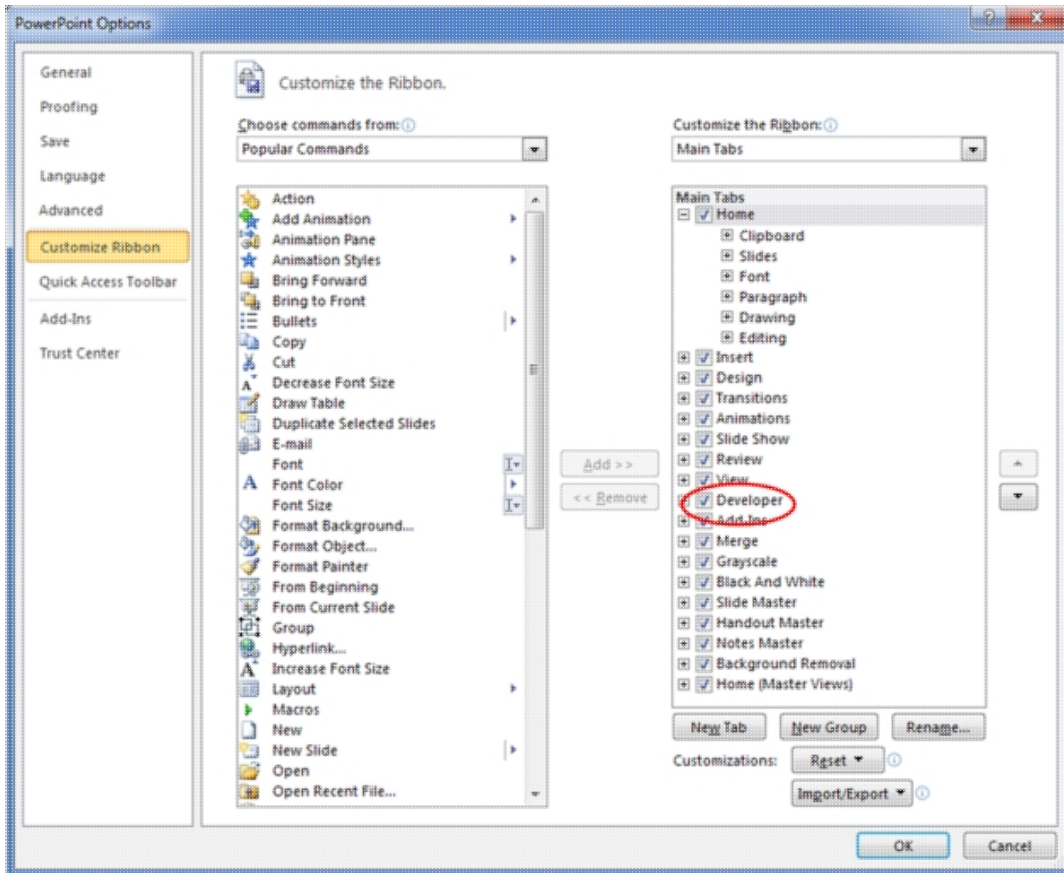 PowerPoint Options
General
Proofing
Save
Language
Advanced
Customize Ribbon
Quick Access Toolbar
Add-Ins
Trust Center
Customize the Ribbon.
Choose commands from:
Popular Commands
Action
Add Animation
Animation Pane
Animation Styles
Bring Forward
Bring to Front
Bullets
Copy
Cut
Decrease Font Size
Draw Table
Duplicate Selected Slides
E-mail
Font
Font Color
Font Size
Format Background...
Format Object...
Format Painter
From Beginning
From Current Slide
Group
Hyperlink...
Increase Font Size
Layout
Macros
New
New Slide
Open
Open Recent File...
Add >>
<< Remove
Customize the Ribbon:
Main Tabs
Main Tabs
Home
Clipboard
Slides
Font
Paragraph
Drawing
Editing
Insert
Design
Transitions
Animations
Slide Show
Review
View
Developer
Add-Ins
Merge
Grayscale
Black And White
Slide Master
Handout Master
Notes Master
Background Removal
Home (Master Views)
New Tab
New Group
Rename...
Customizations:
Reset
Import/Export
OK
Cancel